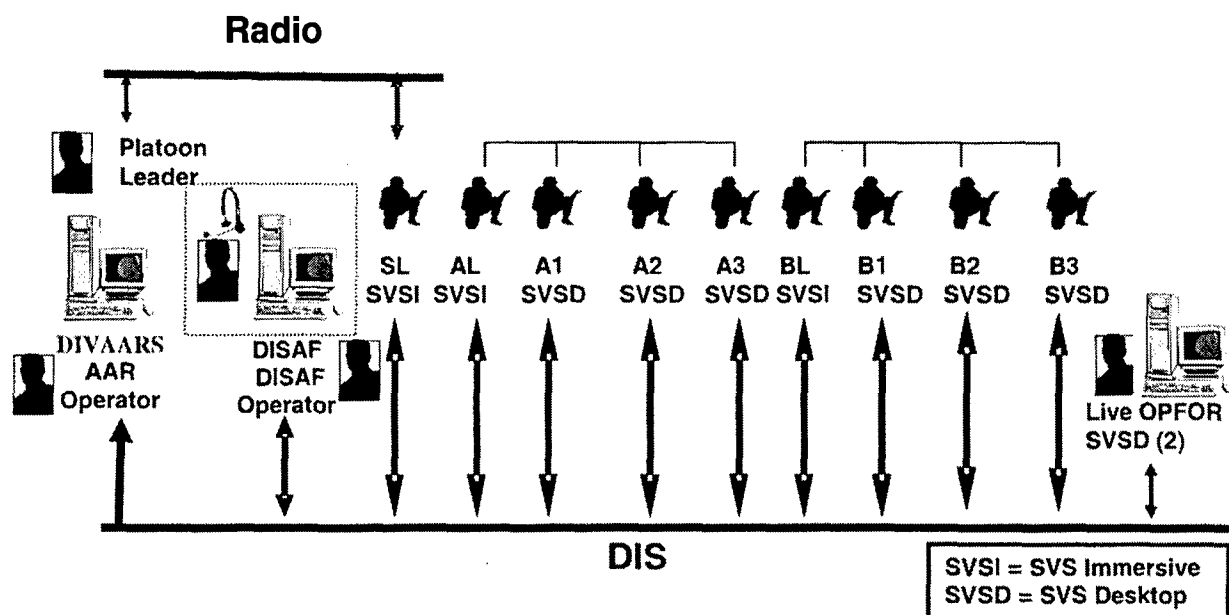 Radio
Platoon
Leader
DIVAARS
AAR
Operator
DISAF
DISAF
Operator
SL
SVSI
AL
SVSI
A1
SVSD
A2
SVSD
A3
SVSD
BL
SVSI
B1
SVSD
B2
SVSD
B3
SVSD
Live OPFOR
SVSD (2)
DIS
SVSI = SVS Immersive
SVSD = SVS Desktop